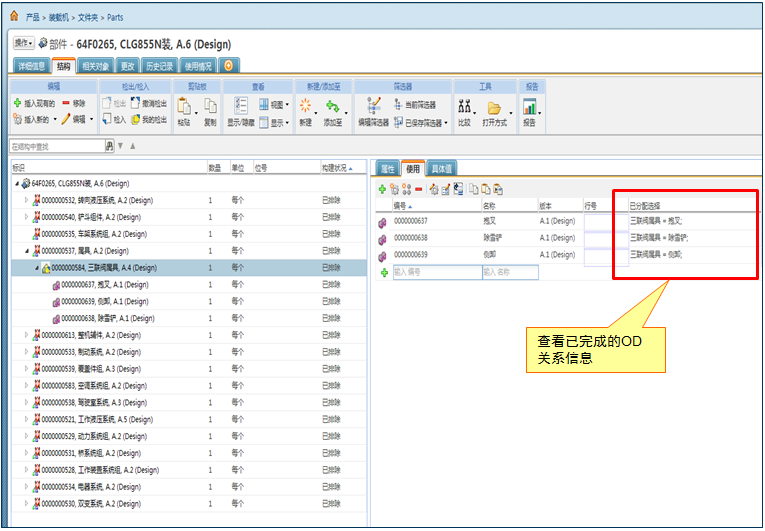 产品 › 装载机 › 文件夹 › Parts
操作 部件 - 64F0265, CLG855N装, A.6 (Design)
详细信息 结构 相关对象 更改 历史记录 使用情况
编辑 检出/检入 剪贴板 查看 新建/添加至 筛选器 工具 报告
插入现有的 移除 检出 撤消检出 粘贴 复制 显示/隐藏 视图 新建 添加至 编辑筛选器 当前筛选器 比较 打开方式 报告
插入新的 编辑 检入 我的检出 显示 已保存筛选器
在结构中查找
标识 数量 单位 位号 构建状况
64F0265, CLG855N装, A.6 (Design)
0000000532, 转向液压系统, A.2 (Design) 1 每个 已排除
0000000540, 铲斗组件, A.2 (Design) 1 每个 已排除
0000000535, 车架系统组, A.2 (Design) 1 每个 已排除
0000000537, 属具, A.2 (Design) 1 每个 已排除
0000000584, 三联阀属具, A.4 (Design) 1 每个 已排除
0000000637, 抱叉, A.1 (Design) 1 每个 已排除
0000000639, 侧卸, A.1 (Design) 1 每个 已排除
0000000638, 除雪铲, A.1 (Design) 1 每个 已排除
0000000613, 整机辅件, A.2 (Design) 1 每个 已排除
0000000533, 制动系统, A.2 (Design) 1 每个 已排除
0000000539, 覆盖件组, A.3 (Design) 1 每个 已排除
0000000583, 空调系统组, A.2 (Design) 1 每个 已排除
0000000538, 驾驶室系统, A.3 (Design) 1 每个 已排除
0000000521, 工作液压系统, A.5 (Design) 1 每个 已排除
0000000529, 动力系统组, A.2 (Design) 1 每个 已排除
0000000531, 桥系统组, A.2 (Design) 1 每个 已排除
0000000528, 工作装置系统组, A.2 (Design) 1 每个 已排除
0000000534, 电器系统, A.2 (Design) 1 每个 已排除
0000000530, 双变系统, A.2 (Design) 1 每个 已排除
属性 使用 具体值
编号 名称 版本 行号 已分配选择
0000000637 抱叉 A.1 (Design) 三联阀属具 = 抱叉;
0000000638 除雪铲 A.1 (Design) 三联阀属具 = 除雪铲;
0000000639 侧卸 A.1 (Design) 三联阀属具 = 侧卸;
输入 编号 输入 名称
查看已完成的OD
关系信息